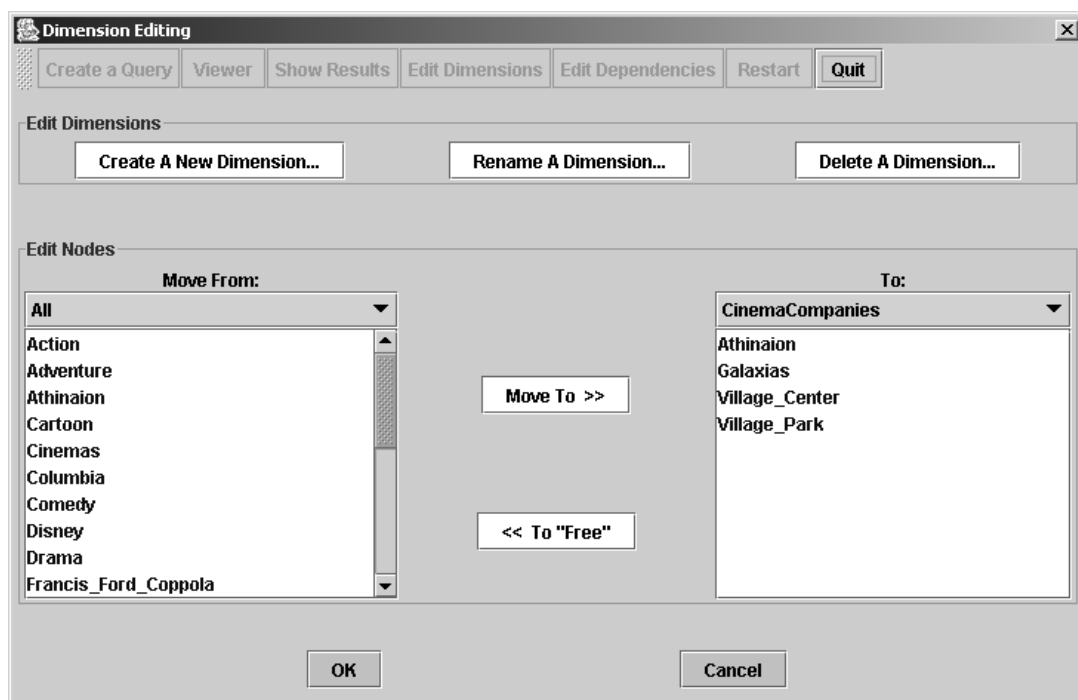 Dimension Editing
Create a Query Viewer Show Results Edit Dimensions Edit Dependencies Restart Quit
Edit Dimensions
Create A New Dimension... Rename A Dimension... Delete A Dimension...
Edit Nodes
Move From: To:
All CinemaCompanies
Action Athinaion
Adventure Galaxias
Athinaion Village_Center
Cartoon Village_Park
Cinemas
Columbia
Comedy
Disney
Drama
Francis_Ford_Coppola
Move To >>
<< To "Free"
OK Cancel